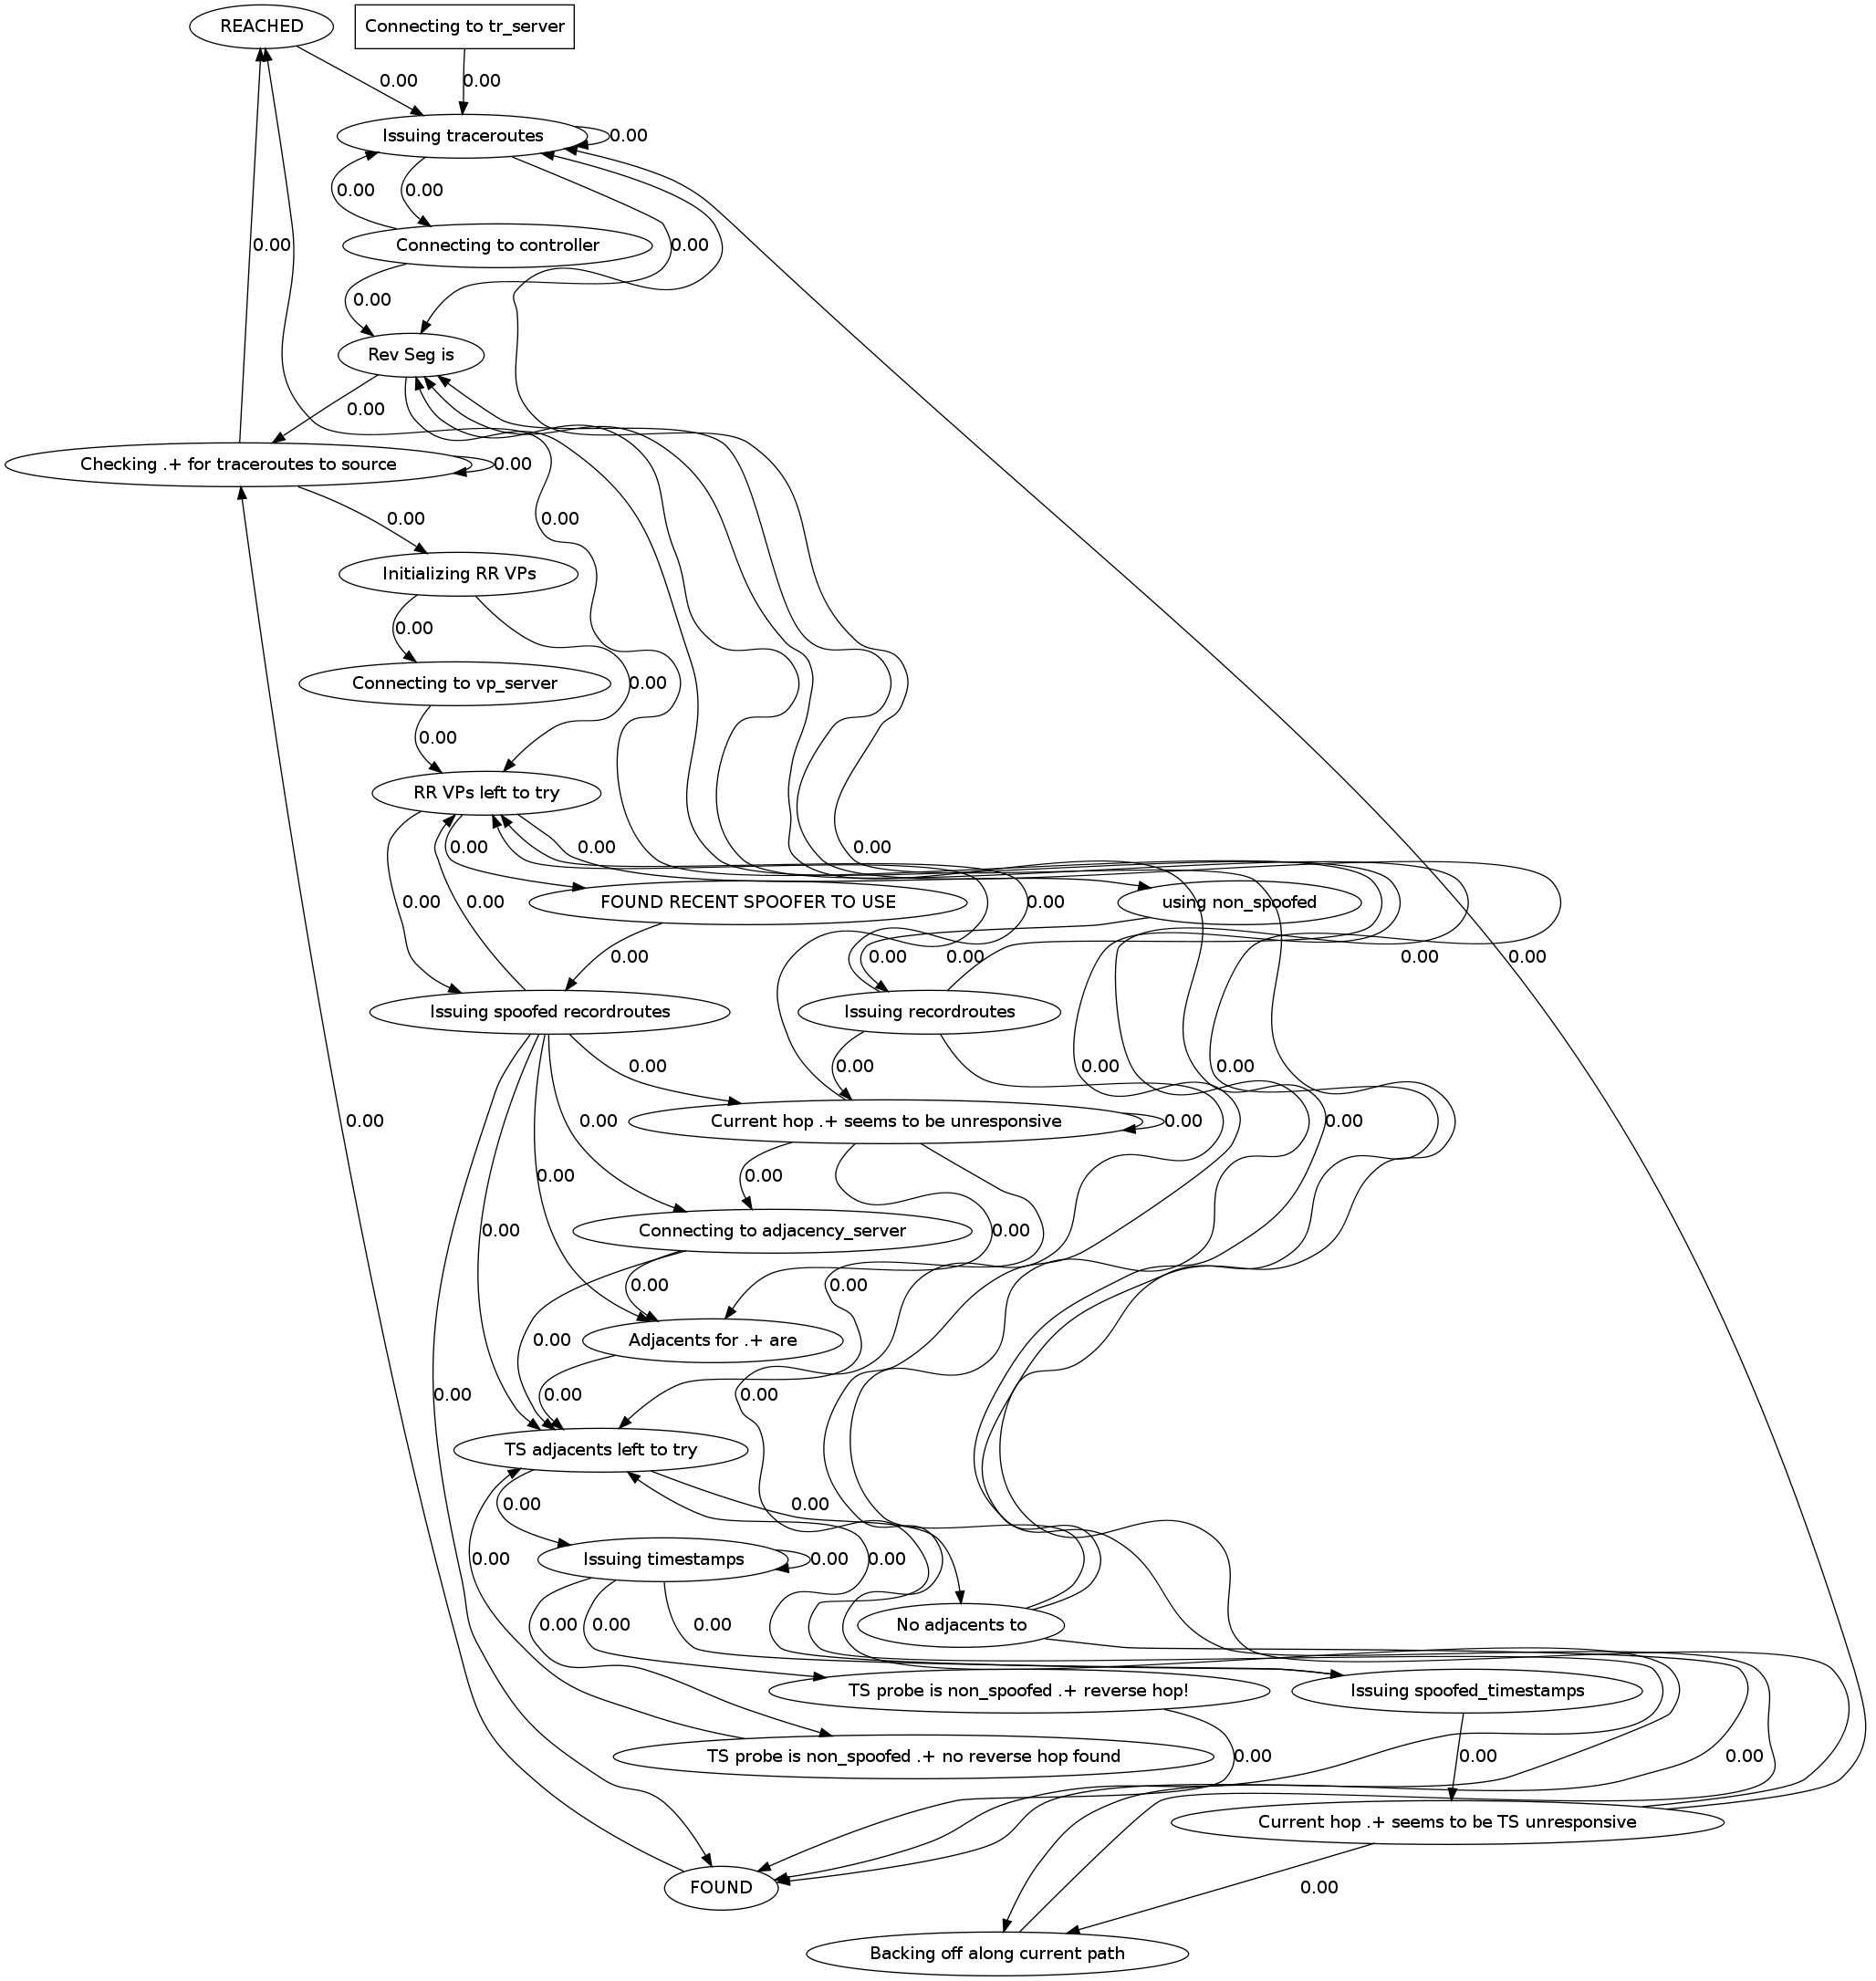 REACHED
Connecting to tr_server
0.00
0.00
Issuing traceroutes
0.00
0.00
0.00
Connecting to controller
0.00
0.00
0.00
Rev Seg is
0.00
Checking .+ for traceroutes to source
0.00
0.00
0.00
Initializing RR VPs
0.00
Connecting to vp_server
0.00
0.00
RR VPs left to try
0.00
0.00
0.00
0.00
0.00
0.00
FOUND RECENT SPOOFER TO USE
0.00
using non_spoofed
0.00
0.00
0.00
0.00
0.00
Issuing spoofed recordroutes
Issuing recordroutes
0.00
0.00
0.00
0.00
Current hop .+ seems to be unresponsive
0.00
0.00
0.00
0.00
0.00
0.00
Connecting to adjacency_server
0.00
0.00
0.00
0.00
0.00
Adjacents for .+ are
0.00
0.00
0.00
TS adjacents left to try
0.00
0.00
0.00
Issuing timestamps
0.00
0.00
0.00
0.00
0.00
No adjacents to
TS probe is non_spoofed .+ reverse hop!
Issuing spoofed_timestamps
TS probe is non_spoofed .+ no reverse hop found
0.00
0.00
0.00
Current hop .+ seems to be TS unresponsive
FOUND
0.00
Backing off along current path